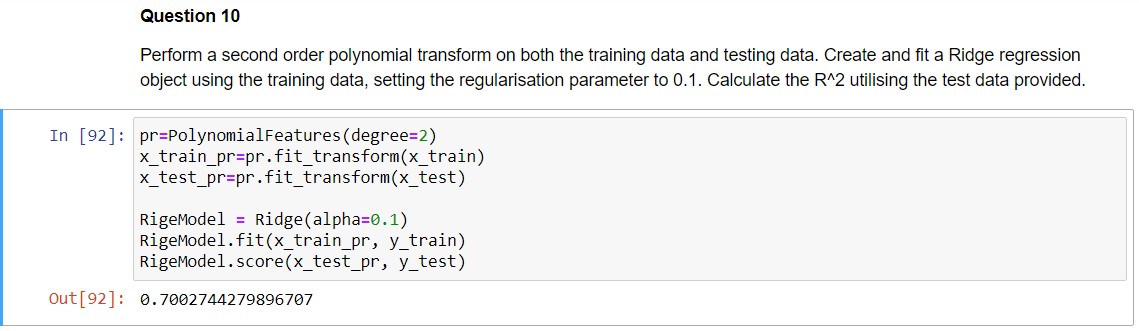 Question 10
Perform a second order polynomial transform on both the training data and testing data. Create and fit a Ridge regression
object using the training data, setting the regularisation parameter to 0.1. Calculate the R^2 utilising the test data provided.
In [92]: pr=PolynomialFeatures(degree=2)
x_train_pr=pr.fit_transform(x_train)
x_test_pr=pr.fit_transform(x_test)
RigeModel = Ridge(alpha=0.1)
RigeModel.fit(x_train_pr, y_train)
RigeModel.score(x_test_pr, y_test)
Out[92]: 0.7002744279896707